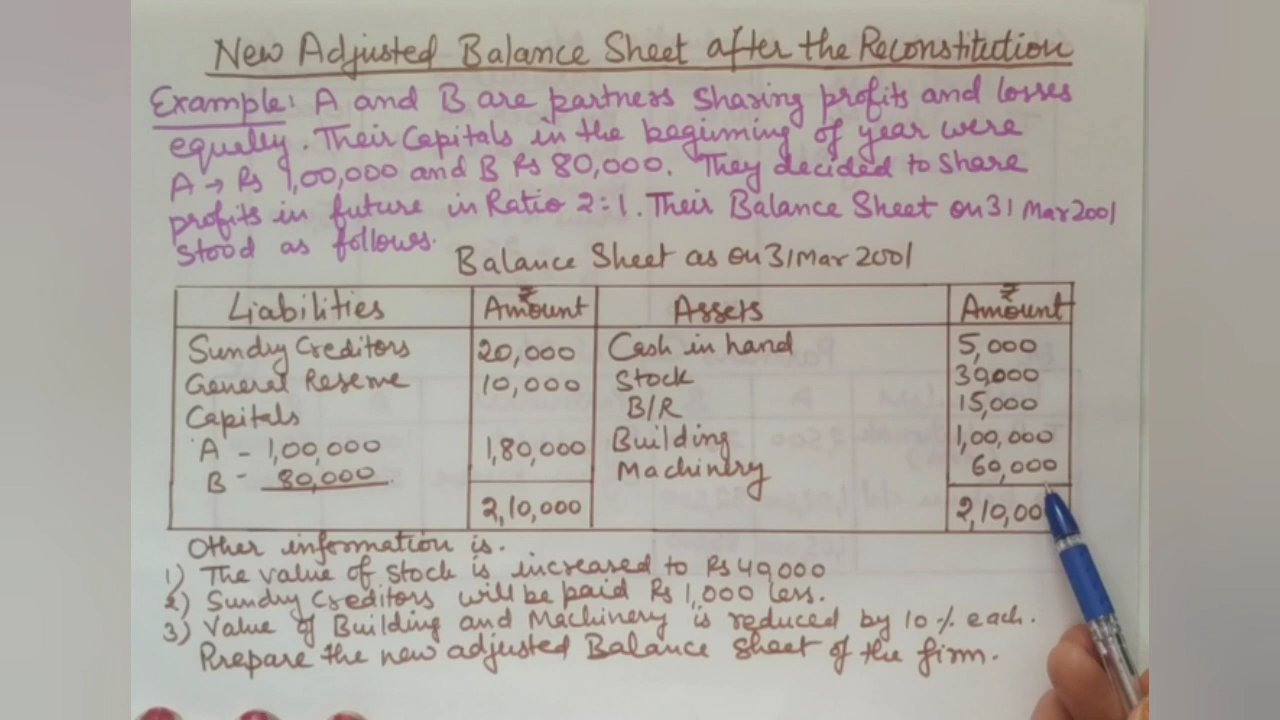 New Adjusted Balance Sheet after the Reconstitution
Example: A and B are partners sharing profits and losses
equally. Their Capitals in the beginning of year were
A → Rs 1,00,000 and B Rs 80,000. They decided to share
profits in future in Ratio 2:1. Their Balance Sheet on 31 Mar 2001
stood as follows.
Balance Sheet as on 31 Mar 2001
Liabilities ₹ Amount Assets ₹ Amount
Sundry Creditors 20,000 Cash in hand 5,000
General Reserve 10,000 Stock 30,000
Capitals B/R 15,000
A - 1,00,000 1,80,000 Building 1,00,000
B - 80,000 Machinery 60,000
2,10,000 2,10,00
Other information is.
1) The value of stock is increased to Rs 40,000
2) Sundry Creditors will be paid Rs 1,000 less.
3) Value of Building and Machinery is reduced by 10% each.
Prepare the new adjusted Balance Sheet of the firm.